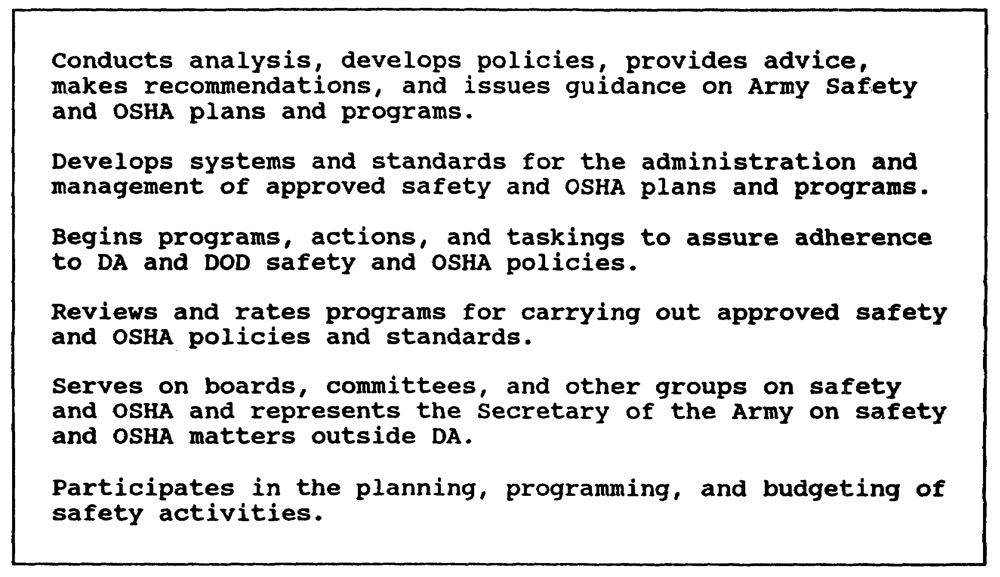 Conducts analysis, develops policies, provides advice,
makes recommendations, and issues guidance on Army Safety
and OSHA plans and programs.
Develops systems and standards for the administration and
management of approved safety and OSHA plans and programs.
Begins programs, actions, and taskings to assure adherence
to DA and DOD safety and OSHA policies.
Reviews and rates programs for carrying out approved safety
and OSHA policies and standards.
Serves on boards, committees, and other groups on safety
and OSHA and represents the Secretary of the Army on safety
and OSHA matters outside DA.
Participates in the planning, programming, and budgeting of
safety activities.